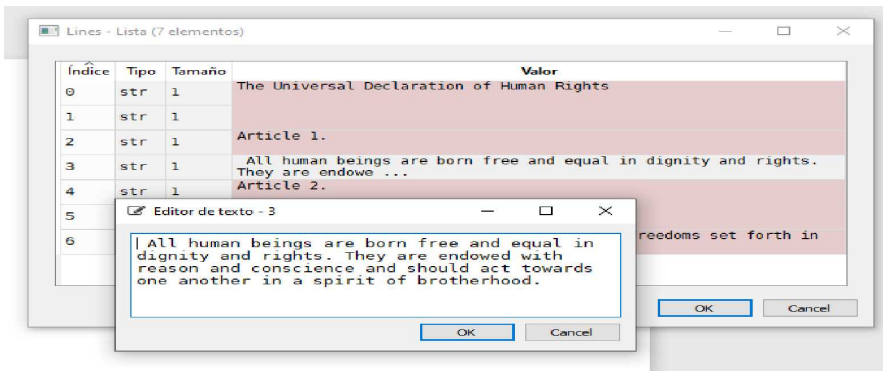 Lines - Lista (7 elementos)
Índice Tipo Tamaño Valor
0 str 1 The Universal Declaration of Human Rights
1 str 1
2 str 1 Article 1.
3 str 1 All human beings are born free and equal in dignity and rights.
They are endowe ...
4 str 1 Article 2.
5
6 reedoms set forth in
Editor de texto - 3
All human beings are born free and equal in
dignity and rights. They are endowed with
reason and conscience and should act towards
one another in a spirit of brotherhood.
OK Cancel
OK Cancel